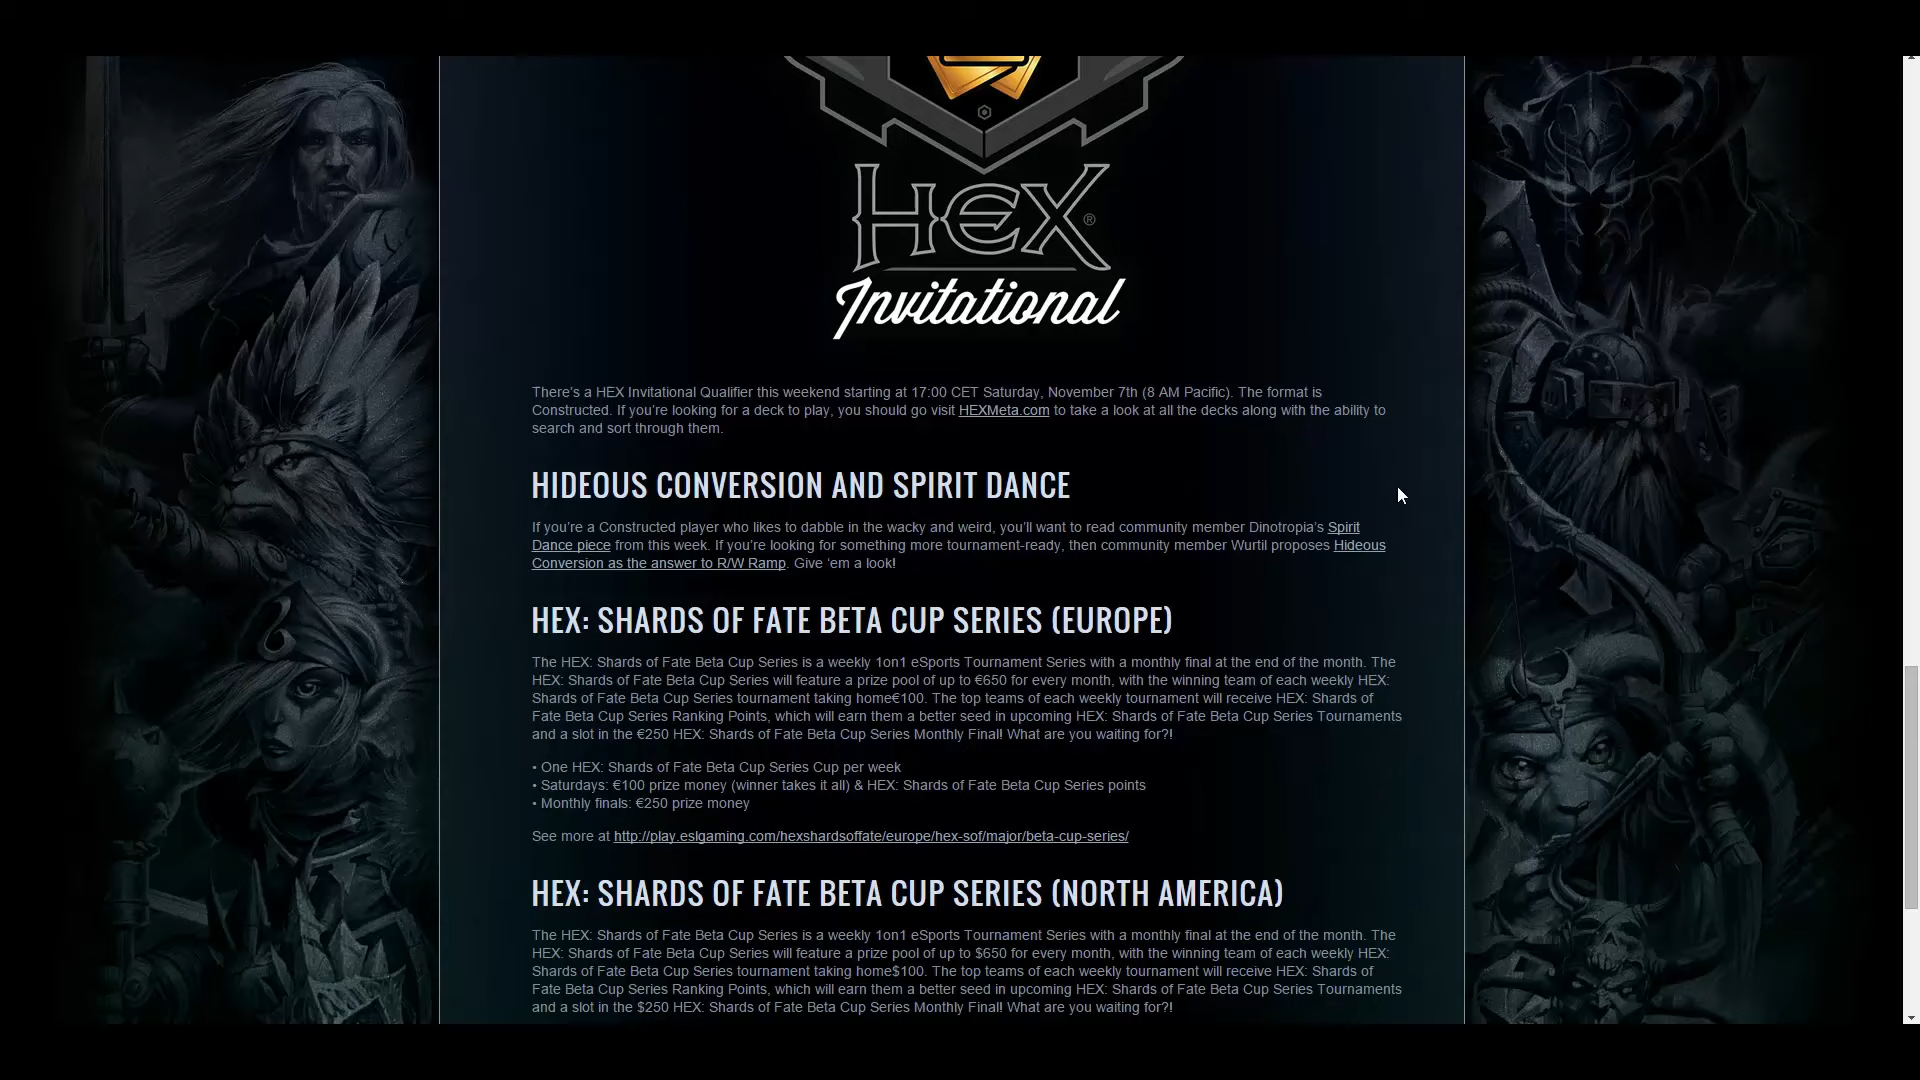 HEX®
Invitational
There's a HEX Invitational Qualifier this weekend starting at 17:00 CET Saturday, November 7th (8 AM Pacific). The format is
Constructed. If you're looking for a deck to play, you should go visit HEXMeta.com to take a look at all the decks along with the ability to
search and sort through them.
HIDEOUS CONVERSION AND SPIRIT DANCE
If you're a Constructed player who likes to dabble in the wacky and weird, you'll want to read community member Dinotropia's Spirit
Dance piece from this week. If you're looking for something more tournament-ready, then community member Wurtil proposes Hideous
Conversion as the answer to R/W Ramp. Give 'em a look!
HEX: SHARDS OF FATE BETA CUP SERIES (EUROPE)
The HEX: Shards of Fate Beta Cup Series is a weekly 1on1 eSports Tournament Series with a monthly final at the end of the month. The
HEX: Shards of Fate Beta Cup Series will feature a prize pool of up to €650 for every month, with the winning team of each weekly HEX:
Shards of Fate Beta Cup Series tournament taking home€100. The top teams of each weekly tournament will receive HEX: Shards of
Fate Beta Cup Series Ranking Points, which will earn them a better seed in upcoming HEX: Shards of Fate Beta Cup Series Tournaments
and a slot in the €250 HEX: Shards of Fate Beta Cup Series Monthly Final! What are you waiting for?!
• One HEX: Shards of Fate Beta Cup Series Cup per week
• Saturdays: €100 prize money (winner takes it all) & HEX: Shards of Fate Beta Cup Series points
• Monthly finals: €250 prize money
See more at http://play.eslgaming.com/hexshardsoffate/europe/hex-sof/major/beta-cup-series/
HEX: SHARDS OF FATE BETA CUP SERIES (NORTH AMERICA)
The HEX: Shards of Fate Beta Cup Series is a weekly 1on1 eSports Tournament Series with a monthly final at the end of the month. The
HEX: Shards of Fate Beta Cup Series will feature a prize pool of up to $650 for every month, with the winning team of each weekly HEX:
Shards of Fate Beta Cup Series tournament taking home$100. The top teams of each weekly tournament will receive HEX: Shards of
Fate Beta Cup Series Ranking Points, which will earn them a better seed in upcoming HEX: Shards of Fate Beta Cup Series Tournaments
and a slot in the $250 HEX: Shards of Fate Beta Cup Series Monthly Final! What are you waiting for?!